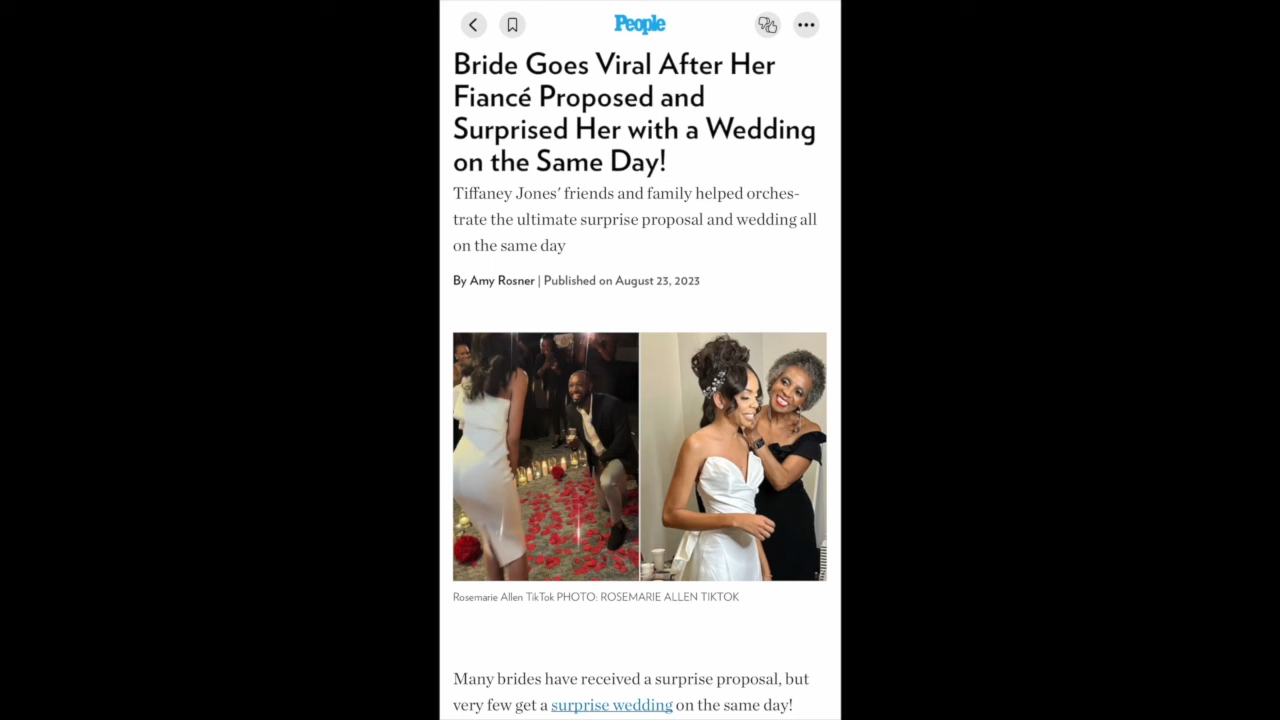 People
Bride Goes Viral After Her
Fiancé Proposed and
Surprised Her with a Wedding
on the Same Day!
Tiffaney Jones' friends and family helped orches-
trate the ultimate surprise proposal and wedding all
on the same day
By Amy Rosner | Published on August 23, 2023
Rosemarie Allen TikTok PHOTO: ROSEMARIE ALLEN TIKTOK
Many brides have received a surprise proposal, but
very few get a surprise wedding on the same day!